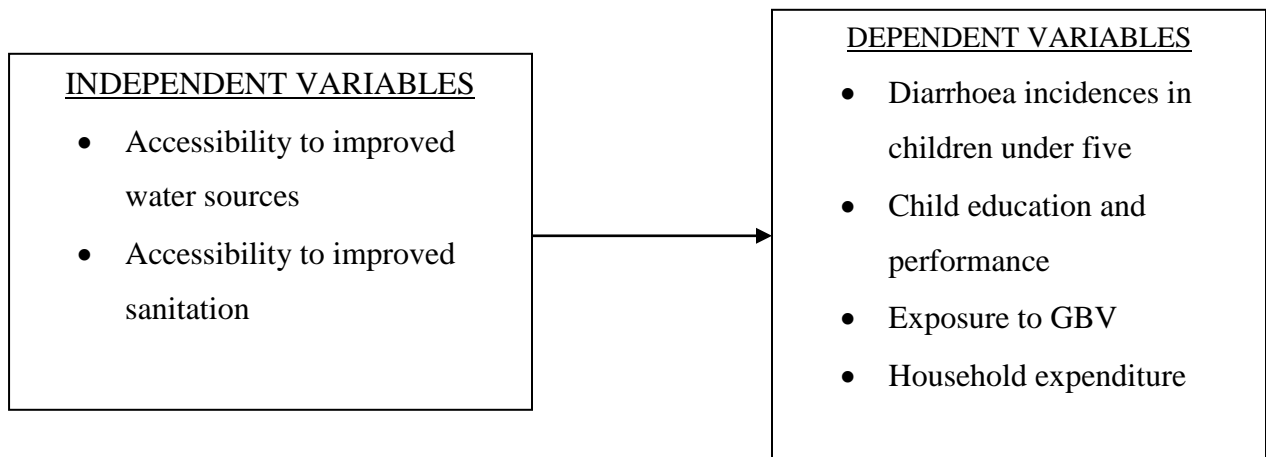 INDEPENDENT VARIABLES
• Accessibility to improved
water sources
• Accessibility to improved
sanitation
DEPENDENT VARIABLES
• Diarrhoea incidences in
children under five
• Child education and
performance
• Exposure to GBV
• Household expenditure